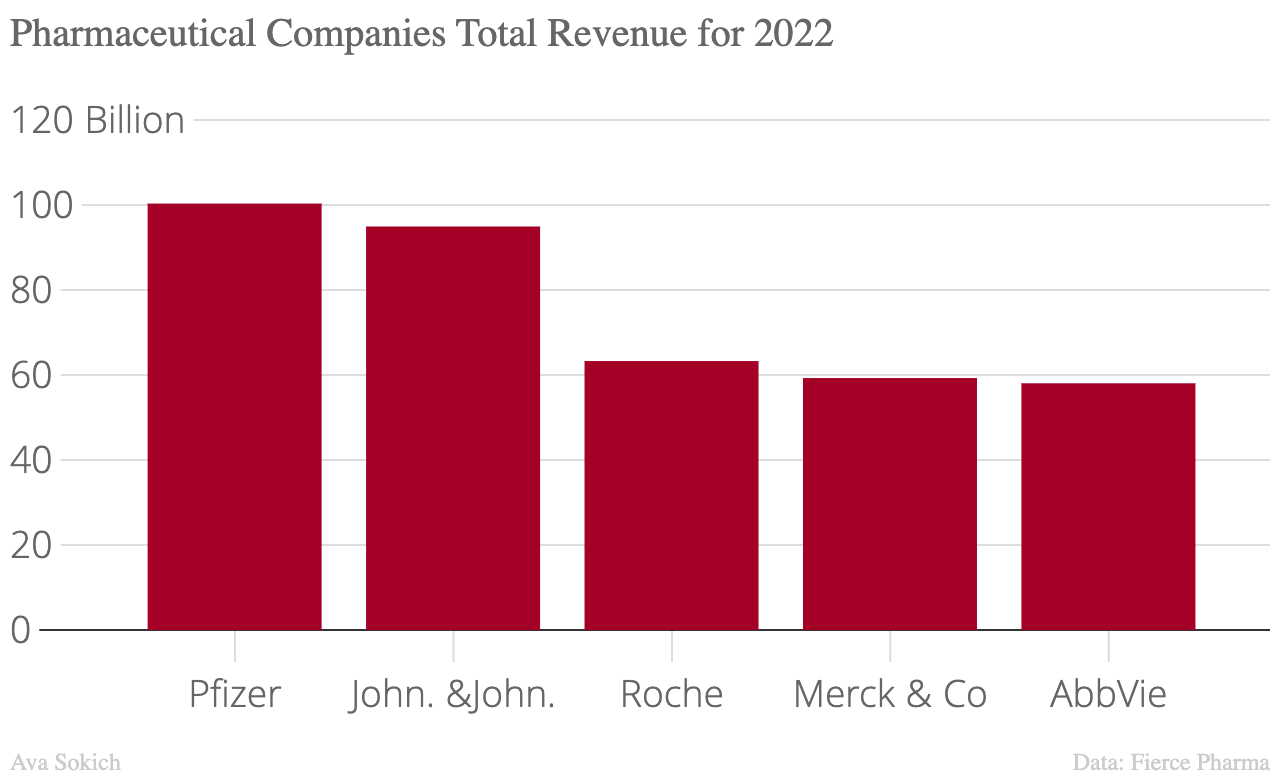 Pharmaceutical Companies Total Revenue for 2022
120 Billion
100
80
60
40
20
0
Pfizer John. &John. Roche Merck & Co AbbVie
Ava Sokich Data: Fierce Pharma